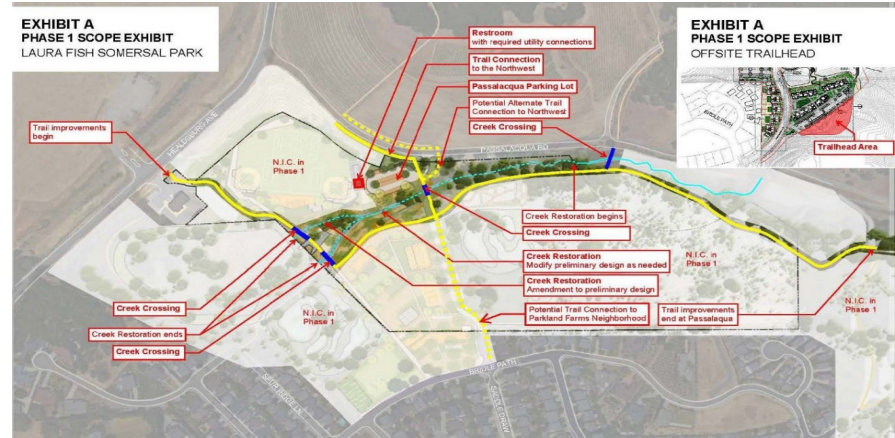 EXHIBIT A
PHASE 1 SCOPE EXHIBIT
LAURA FISH SOMERSAL PARK
EXHIBIT A
PHASE 1 SCOPE EXHIBIT
OFFSITE TRAILHEAD
BRIDLE PATH
Trailhead Area
Restroom
with required utility connections
Trail Connection
to the Northwest
Passalacqua Parking Lot
Potential Alternate Trail
Connection to Northwest
Creek Crossing
Trail improvements
begin
HEALDSBURG AVE
PASSALACQUA RD
N.I.C. in
Phase 1
Creek Restoration begins
Creek Crossing
Creek Restoration
Modify preliminary design as needed
Creek Restoration
Amendment to preliminary design
N.I.C. in
Phase 1
Creek Crossing
Creek Restoration ends
Creek Crossing
N.I.C. in
Phase 1
Potential Trail Connection to
Parkland Farms Neighborhood
Trail improvements
end at Passalaqua
N.I.C. in
Phase 1
BRIDLE PATH